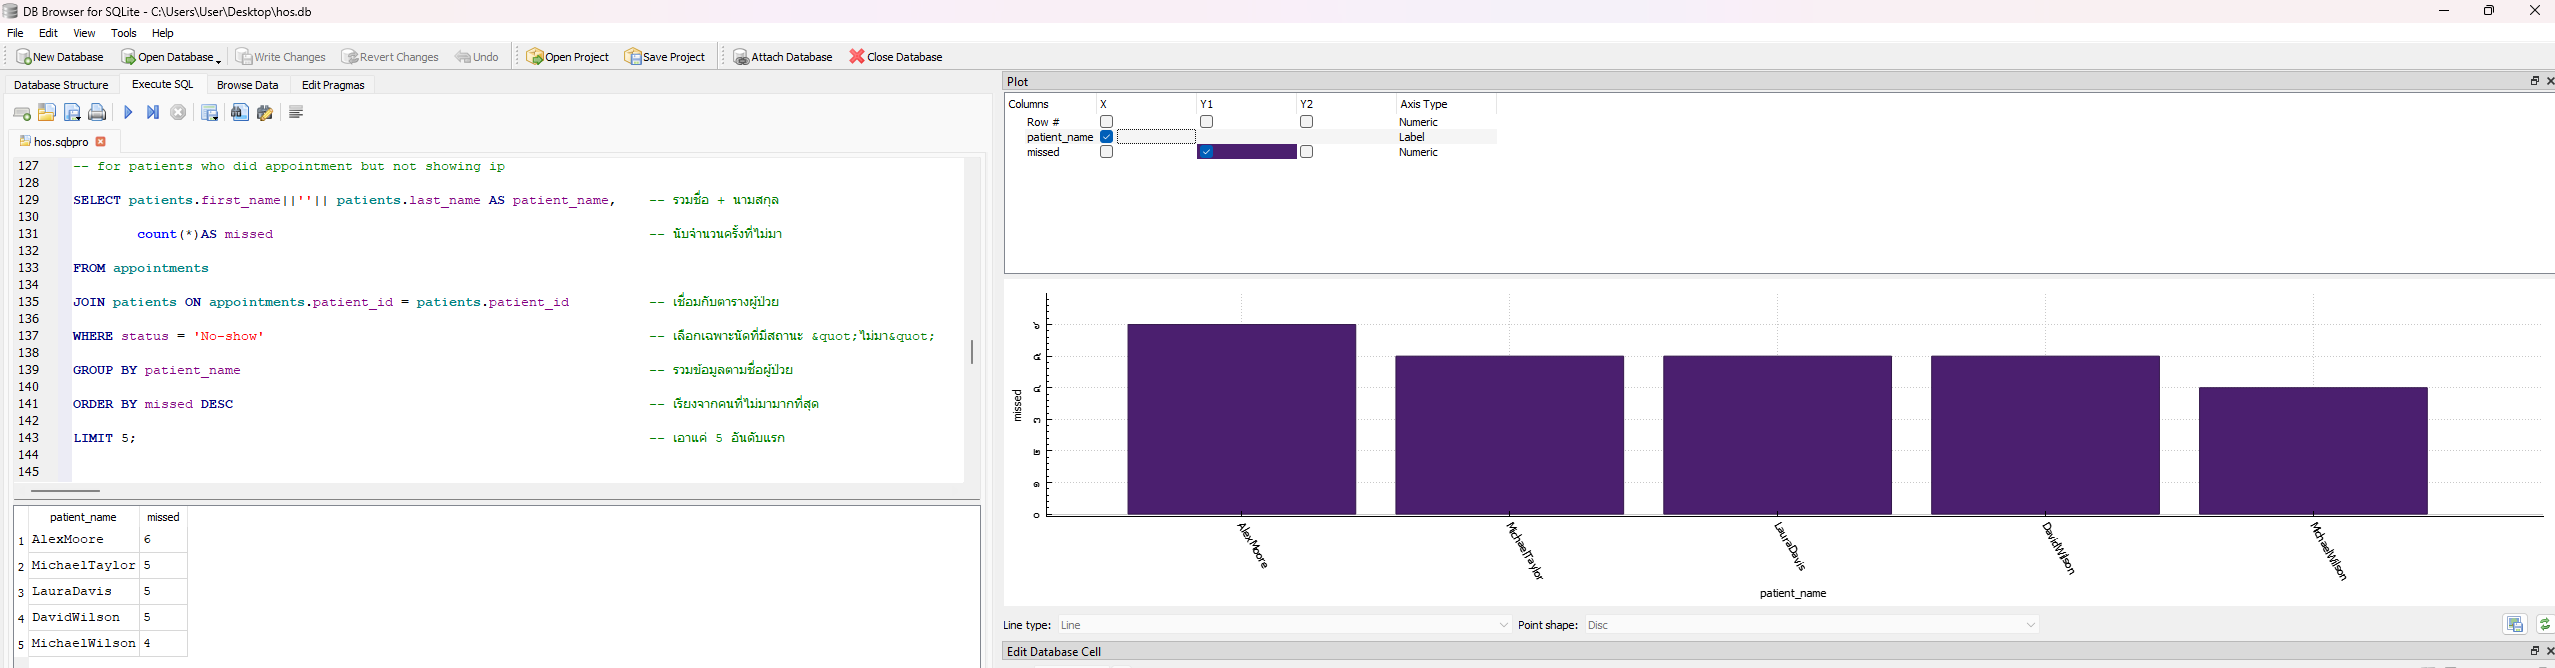 DB Browser for SQLite - C:\Users\User\Desktop\hos.db
File Edit View Tools Help
New Database Open Database Write Changes Revert Changes Undo Open Project Save Project Attach Database Close Database
Database Structure Execute SQL Browse Data Edit Pragmas
hos.sqbpro
127 -- for patients who did appointment but not showing ip
128
129 SELECT patients.first_name||''|| patients.last_name AS patient_name, -- รวมชื่อ + นามสกุล
130
131 count(*)AS missed -- นับจำนวนครั้งที่ไม่มา
132
133 FROM appointments
134
135 JOIN patients ON appointments.patient_id = patients.patient_id -- เชื่อมกับตารางผู้ป่วย
136
137 WHERE status = 'No-show' -- เลือกเฉพาะนัดที่มีสถานะ &quot;ไม่มา&quot;
138
139 GROUP BY patient_name -- รวมข้อมูลตามชื่อผู้ป่วย
140
141 ORDER BY missed DESC -- เรียงจากคนที่ไม่มามากที่สุด
142
143 LIMIT 5; -- เอาแค่ 5 อันดับแรก
144
145
patient_name missed
1 AlexMoore 6
2 MichaelTaylor 5
3 LauraDavis 5
4 DavidWilson 5
5 MichaelWilson 4
Plot
Columns X Y1 Y2 Axis Type
Row # Numeric
patient_name Label
missed Numeric
missed
๖
๕
๔
๓
๒
๑
๐
AlexMoore
MichaelTaylor
LauraDavis
DavidWilson
MichaelWilson
patient_name
Line type: Line Point shape: Disc
Edit Database Cell